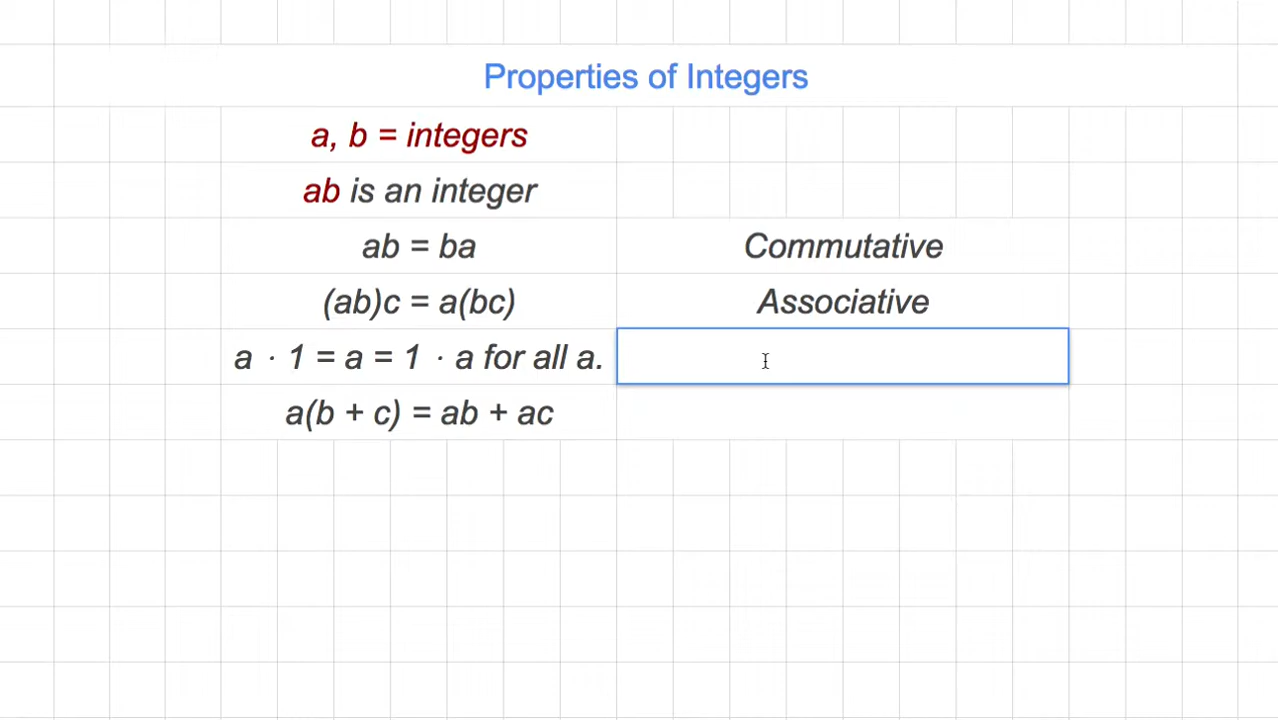 Properties of Integers
a, b = integers
ab is an integer
ab = ba Commutative
(ab)c = a(bc) Associative
a · 1 = a = 1 · a for all a.
a(b + c) = ab + ac